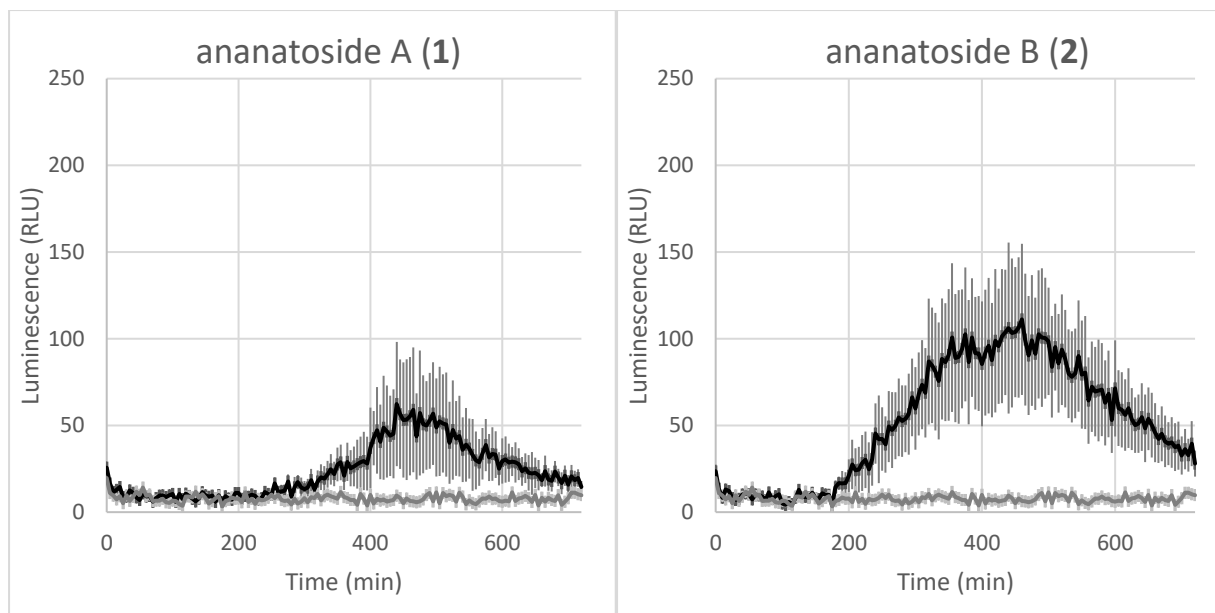 ananatoside A (1)
250
200
150
100
50
0
Luminescence (RLU)
0 200 400 600
Time (min)
ananatoside B (2)
250
200
150
100
50
0
Luminescence (RLU)
0 200 400 600
Time (min)